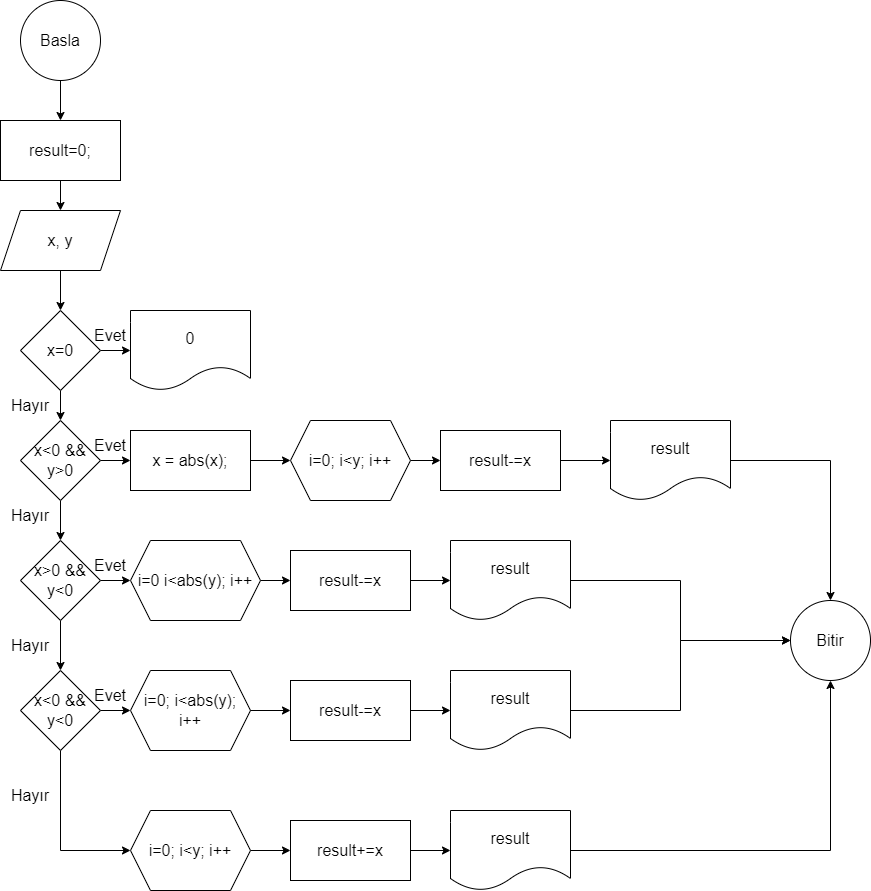 Basla
result=0;
x, y
x=0
Evet
0
Hayır
x<0 &&
y>0
Evet
x = abs(x);
i=0; i<y; i++
result-=x
result
Hayır
x>0 &&
y<0
Evet
i=0 i<abs(y); i++
result-=x
result
Bitir
Hayır
x<0 &&
y<0
Evet
i=0; i<abs(y);
i++
result-=x
result
Hayır
i=0; i<y; i++
result+=x
result